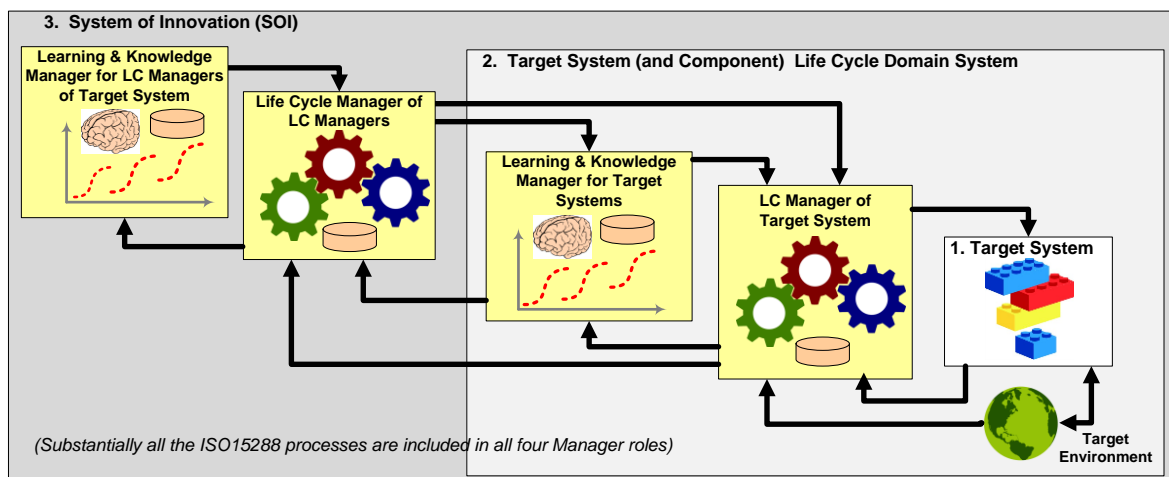 3.  System of Innovation (SOI)
Learning & Knowledge
Manager for LC Managers
of Target System
2.  Target System (and Component)  Life Cycle Domain System
Life Cycle Manager of
LC Managers
Learning & Knowledge
Manager for Target
Systems
LC Manager of
Target System
1. Target System
(Substantially all the ISO15288 processes are included in all four Manager roles)
Target
Environment